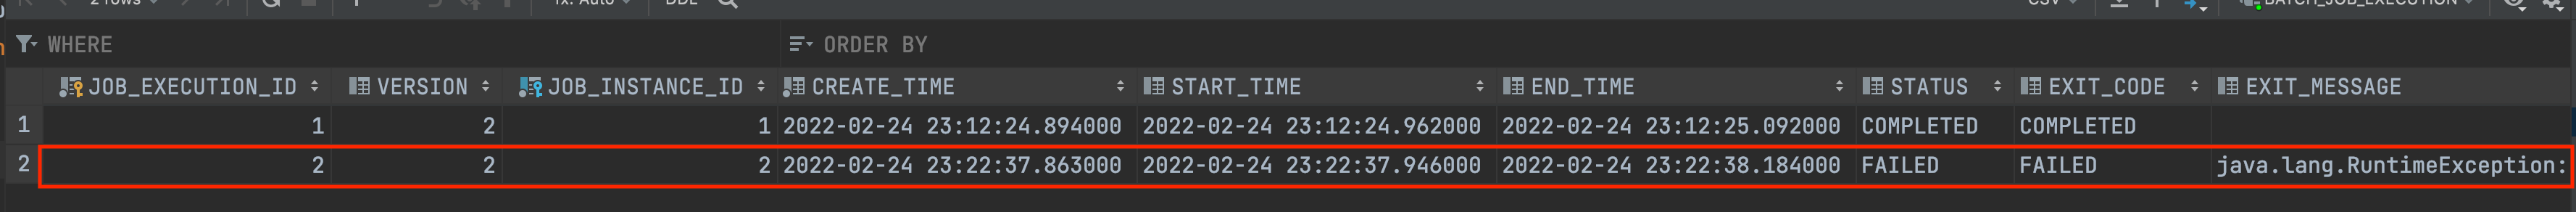 2 rows Tx: Auto DDL CSV BATCH_JOB_EXECUTION
WHERE ORDER BY
JOB_EXECUTION_ID VERSION JOB_INSTANCE_ID CREATE_TIME START_TIME END_TIME STATUS EXIT_CODE EXIT_MESSAGE
1 1 2 1 2022-02-24 23:12:24.894000 2022-02-24 23:12:24.962000 2022-02-24 23:12:25.092000 COMPLETED COMPLETED
2 2 2 2 2022-02-24 23:22:37.863000 2022-02-24 23:22:37.946000 2022-02-24 23:22:38.184000 FAILED FAILED java.lang.RuntimeException: